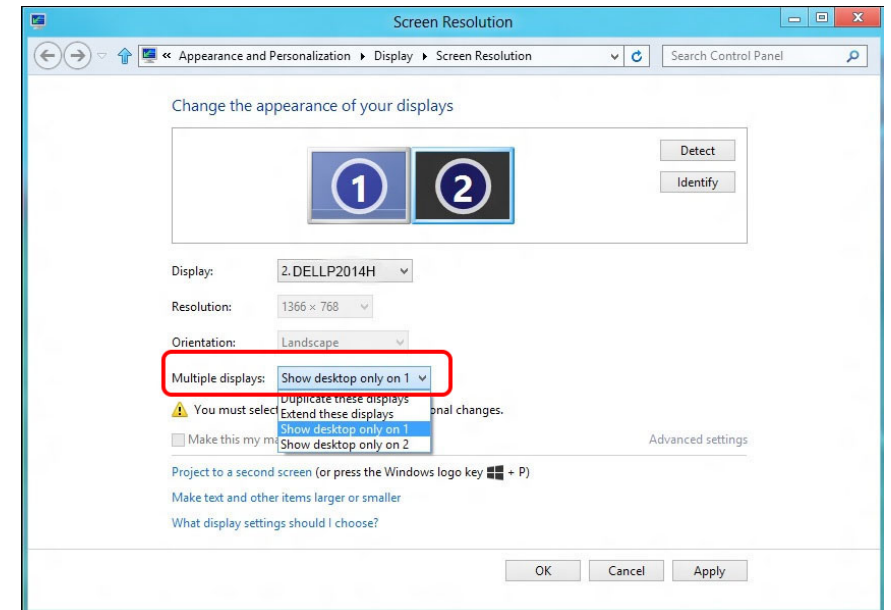 Screen Resolution
« Appearance and Personalization Display Screen Resolution Search Control Panel
Change the appearance of your displays
1 2
Detect
Identify
Display: 2. DELLP2014H
Resolution: 1366 × 768
Orientation: Landscape
Multiple displays: Show desktop only on 1
Duplicate these displays
You must select onal changes.
Extend these displays
Show desktop only on 1
Make this my m Advanced settings
Show desktop only on 2
Project to a second screen (or press the Windows logo key + P)
Make text and other items larger or smaller
What display settings should I choose?
OK Cancel Apply